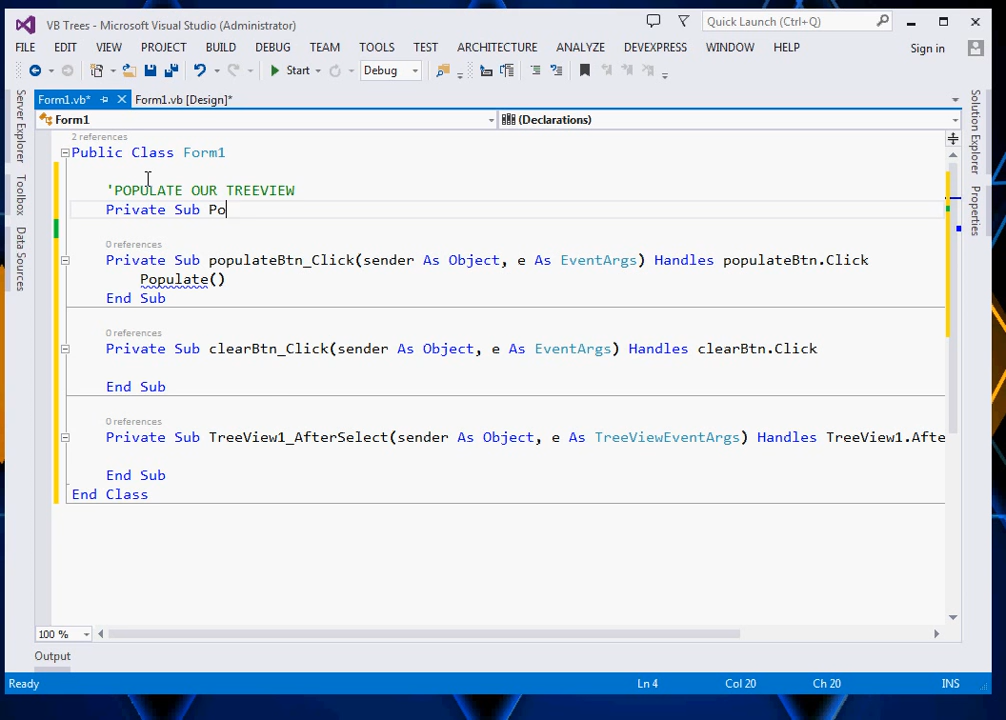 VB Trees - Microsoft Visual Studio (Administrator)
Quick Launch (Ctrl+Q)
FILE EDIT VIEW PROJECT BUILD DEBUG TEAM TOOLS TEST ARCHITECTURE ANALYZE DEVEXPRESS WINDOW HELP Sign in
Start Debug
Form1.vb* Form1.vb [Design]*
Form1 (Declarations)
Server Explorer
Toolbox
Data Sources
2 references
Public Class Form1
'POPULATE OUR TREEVIEW
Private Sub Po
0 references
Private Sub populateBtn_Click(sender As Object, e As EventArgs) Handles populateBtn.Click
Populate()
End Sub
0 references
Private Sub clearBtn_Click(sender As Object, e As EventArgs) Handles clearBtn.Click
End Sub
0 references
Private Sub TreeView1_AfterSelect(sender As Object, e As TreeViewEventArgs) Handles TreeView1.Afte
End Sub
End Class
Solution Explorer
Properties
100 %
Output
Ready Ln 4 Col 20 Ch 20 INS